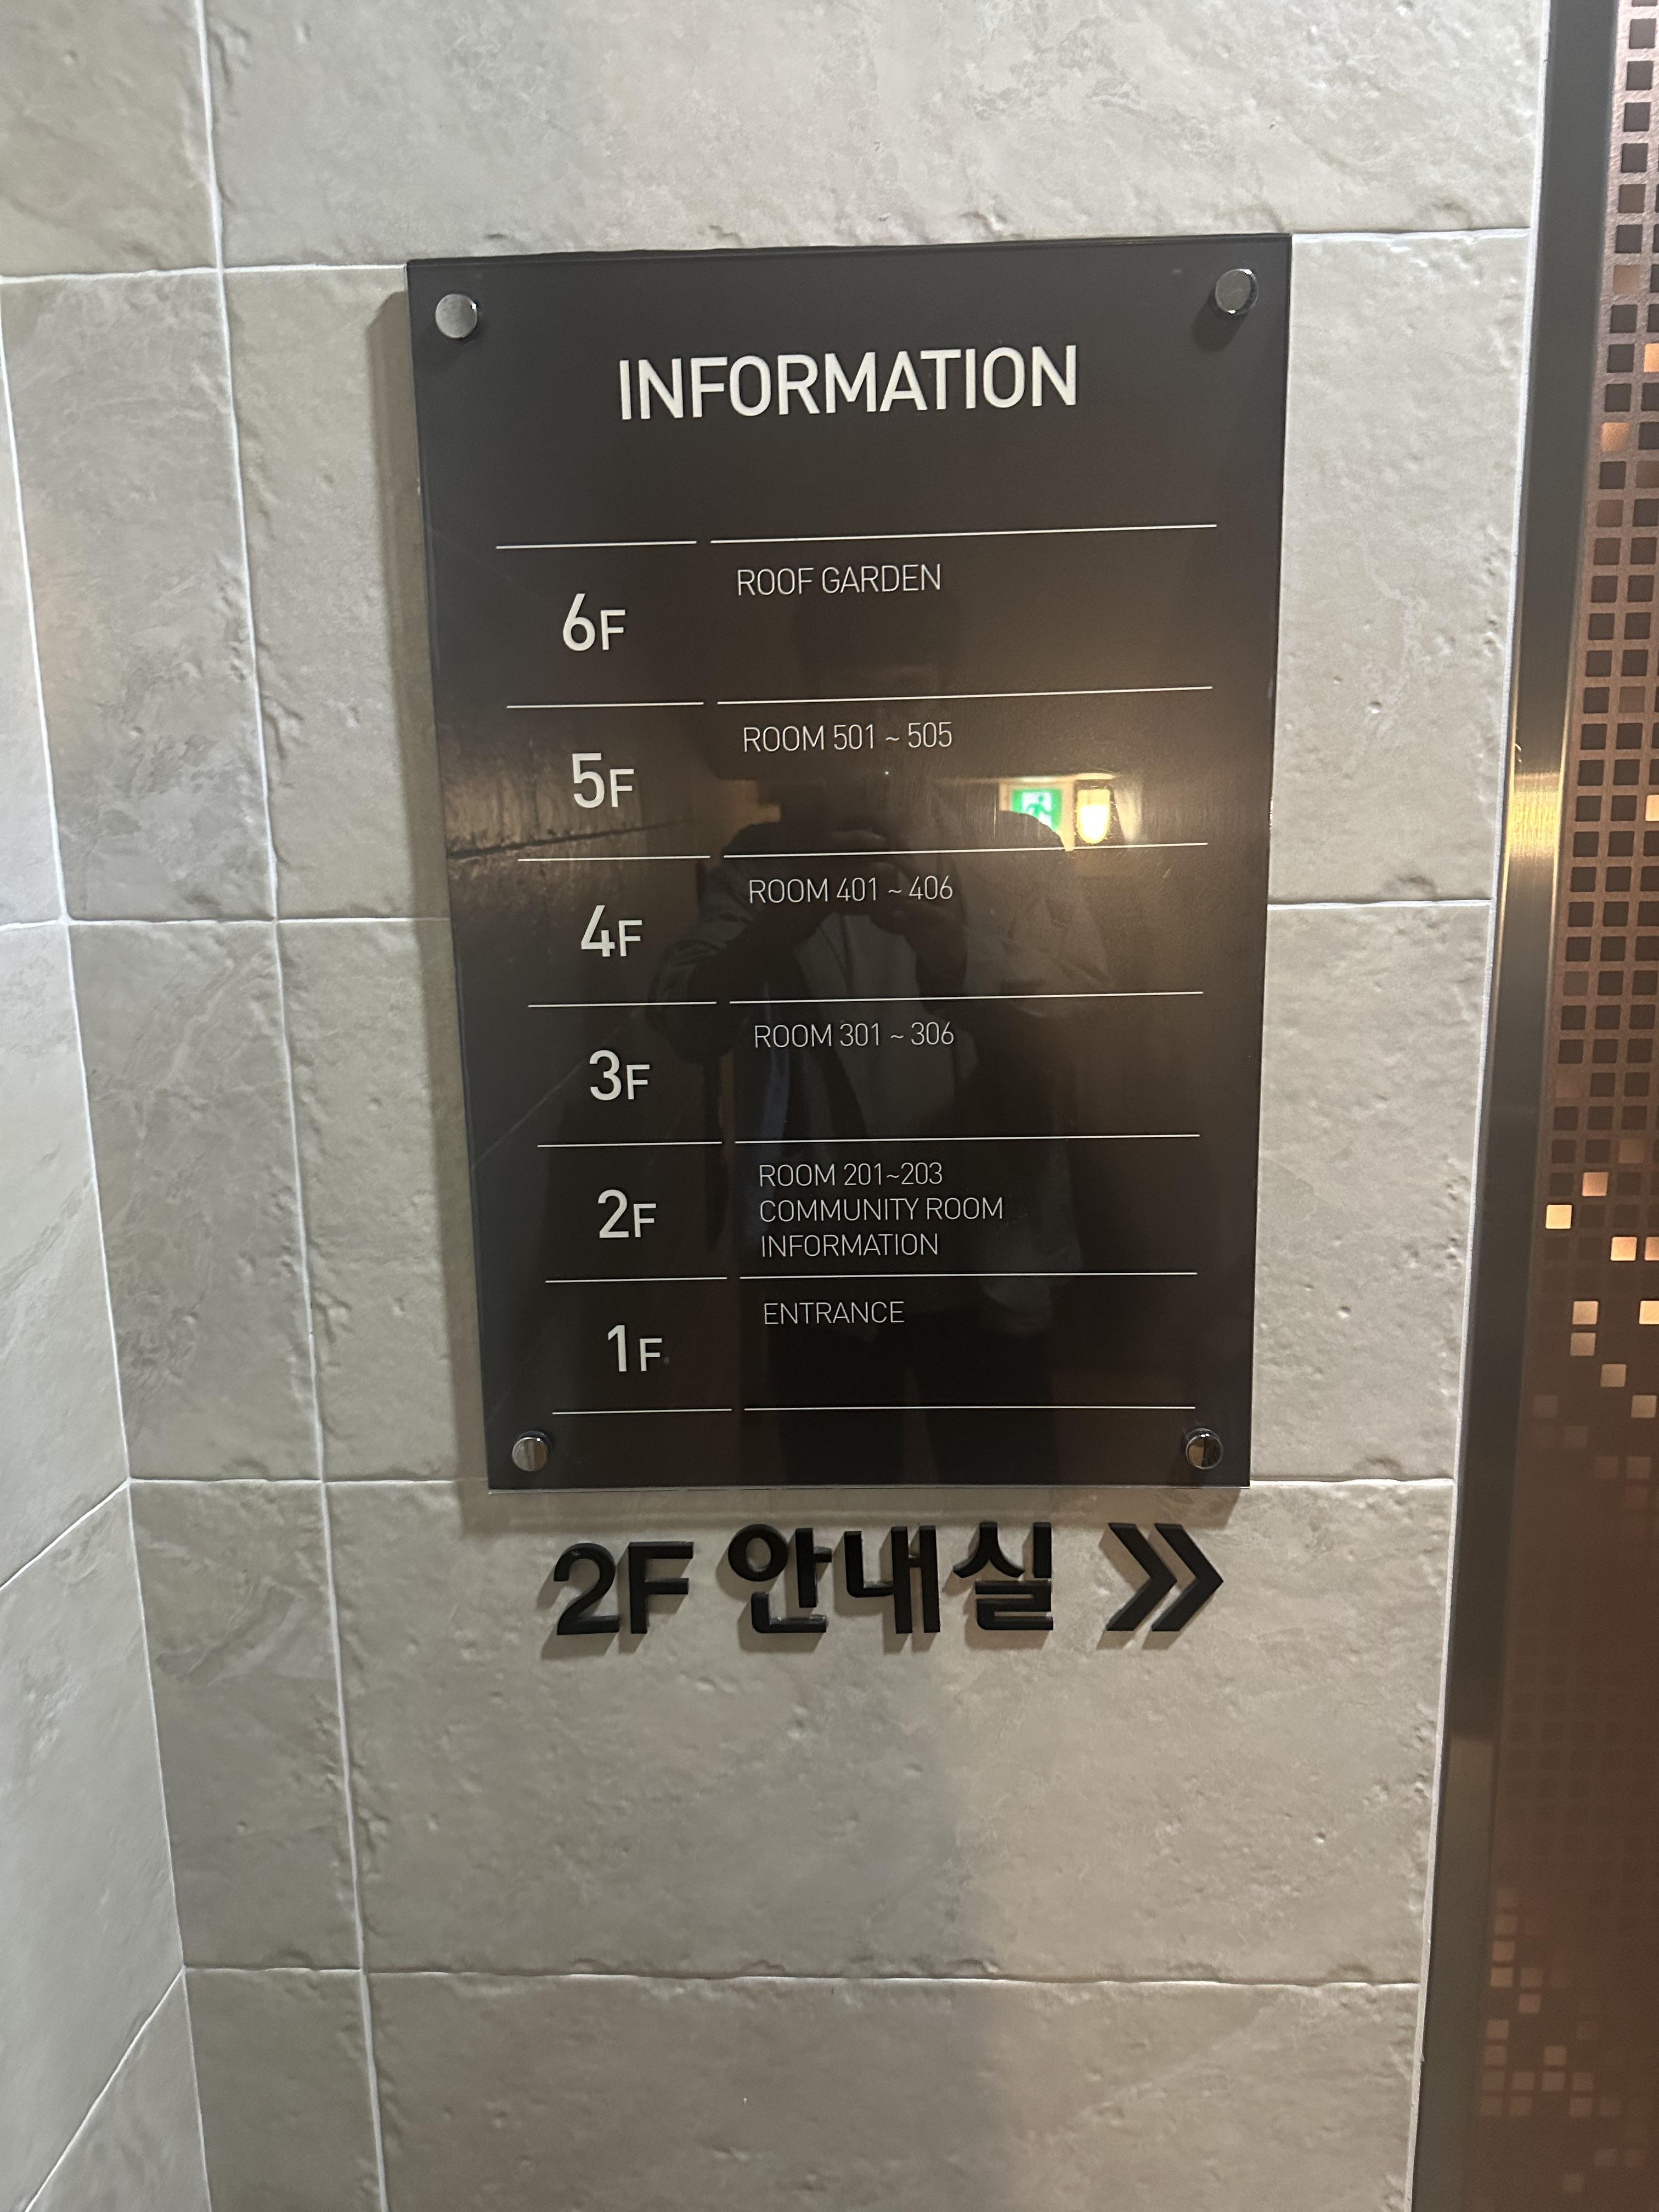 INFORMATION
6F
ROOF GARDEN
5F
ROOM 501 ~ 505
4F
ROOM 401 ~ 406
3F
ROOM 301 ~ 306
2F
ROOM 201~203
COMMUNITY ROOM
INFORMATION
1F
ENTRANCE
2F 안내실 »